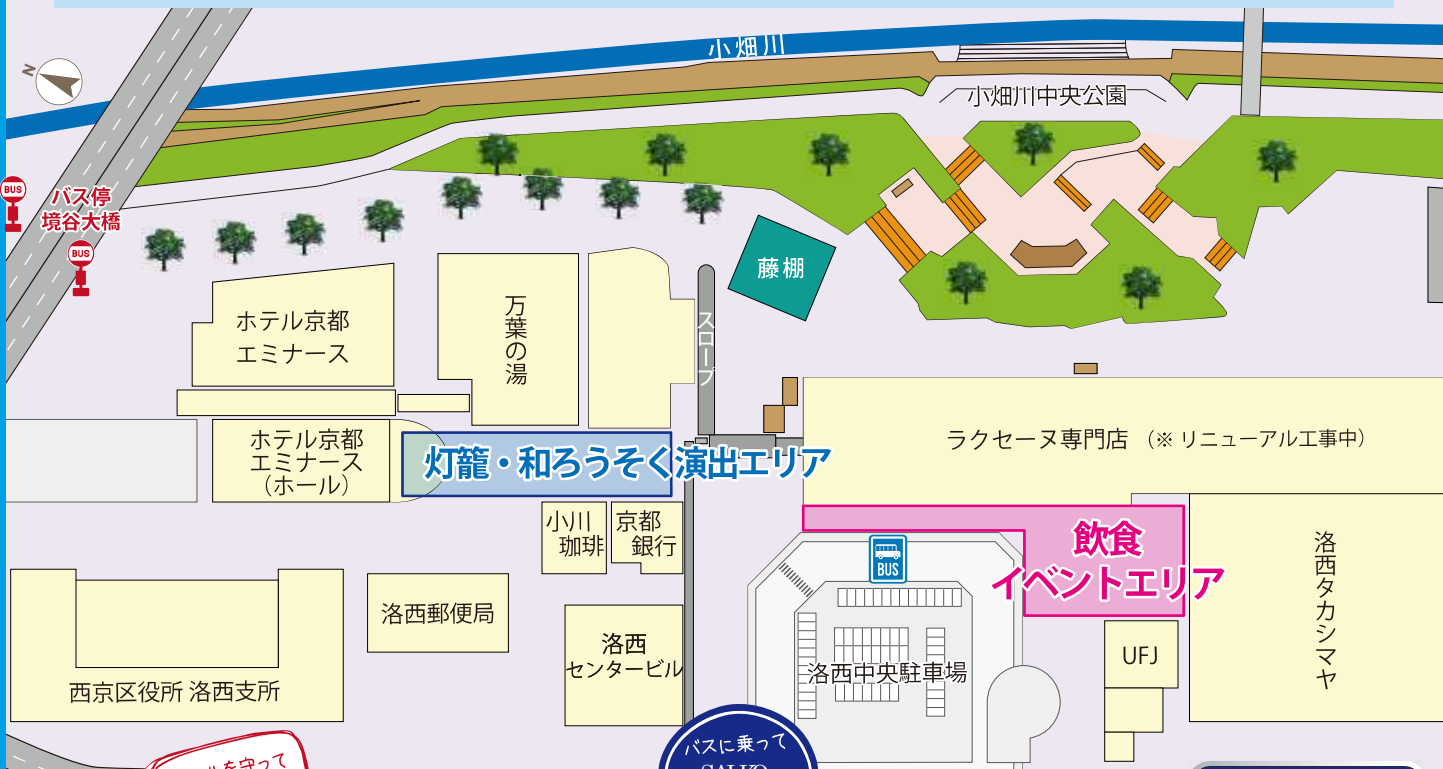 小畑川
N
小畑川中央公園
BUS
バス停
境谷大橋
BUS
藤棚
ホテル京都
エミナース
万葉の湯
スロープ
ホテル京都
エミナース
(ホール)
灯籠・和ろうそく演出エリア
ラクセーヌ専門店 (※ リニューアル工事中)
小川
珈琲
京都
銀行
BUS
飲食
イベントエリア
洛西タカシマヤ
洛西郵便局
洛西
センタービル
洛西中央駐車場
UFJ
西京区役所 洛西支所
を守って
バスに乗って